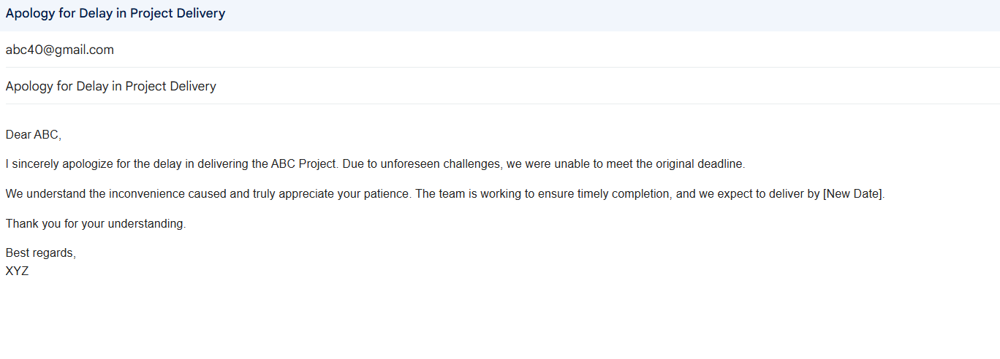 Apology for Delay in Project Delivery
abc40@gmail.com
Apology for Delay in Project Delivery
Dear ABC,
I sincerely apologize for the delay in delivering the ABC Project. Due to unforeseen challenges, we were unable to meet the original deadline.
We understand the inconvenience caused and truly appreciate your patience. The team is working to ensure timely completion, and we expect to deliver by [New Date].
Thank you for your understanding.
Best regards,
XYZ